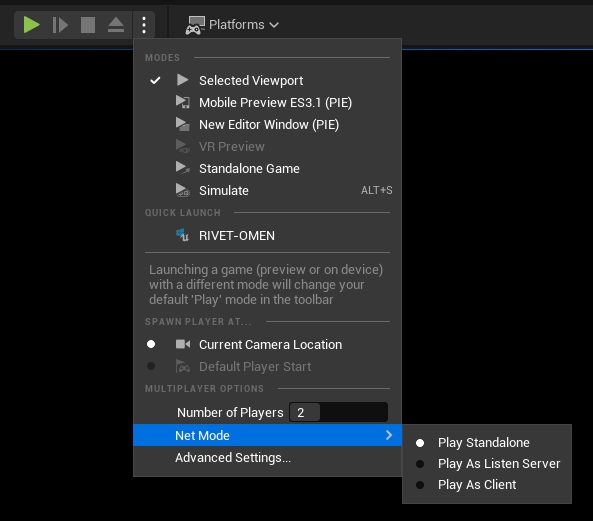 Platforms
MODES
Selected Viewport
Mobile Preview ES3.1 (PIE)
New Editor Window (PIE)
VR Preview
Standalone Game
Simulate ALT+S
QUICK LAUNCH
RIVET-OMEN
Launching a game (preview or on device)
with a different mode will change your
default 'Play' mode in the toolbar
SPAWN PLAYER AT...
Current Camera Location
Default Player Start
MULTIPLAYER OPTIONS
Number of Players 2
Net Mode
Advanced Settings...
Play Standalone
Play As Listen Server
Play As Client